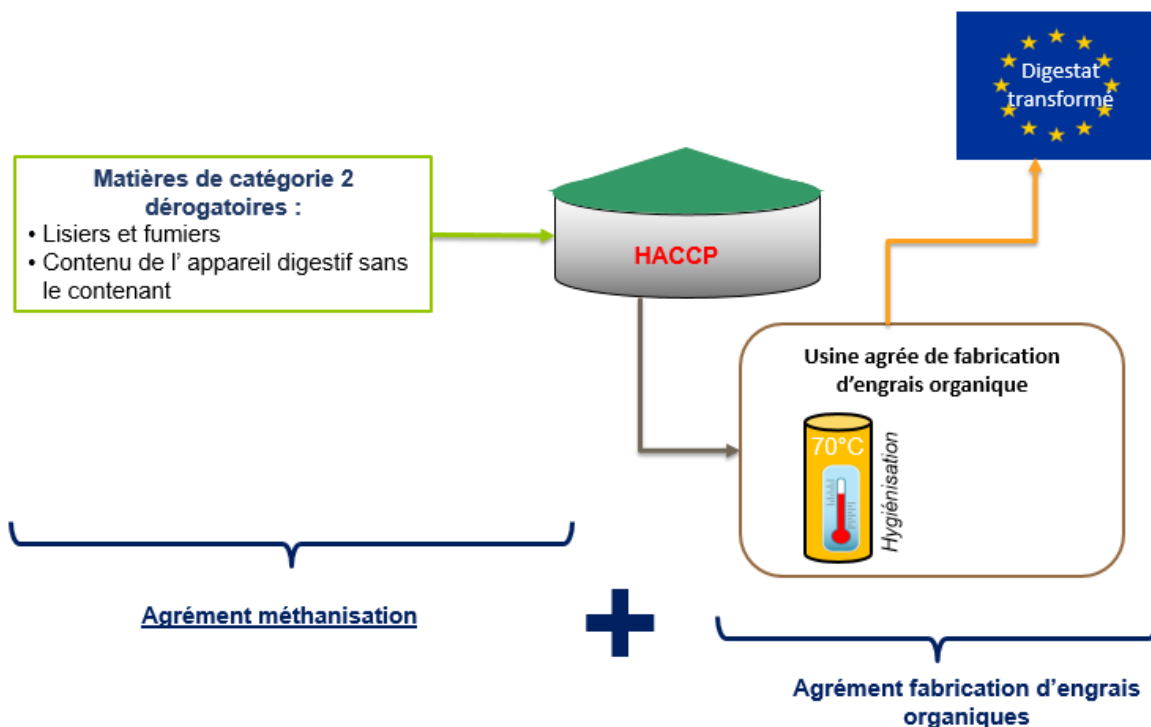 Digestat
transformé
Matières de catégorie 2
dérogatoires :
• Lisiers et fumiers
• Contenu de l’ appareil digestif sans
le contenant
HACCP
Usine agrée de fabrication
d’engrais organique
70°C
Hygiénisation
Agrément méthanisation
+
Agrément fabrication d’engrais
organiques